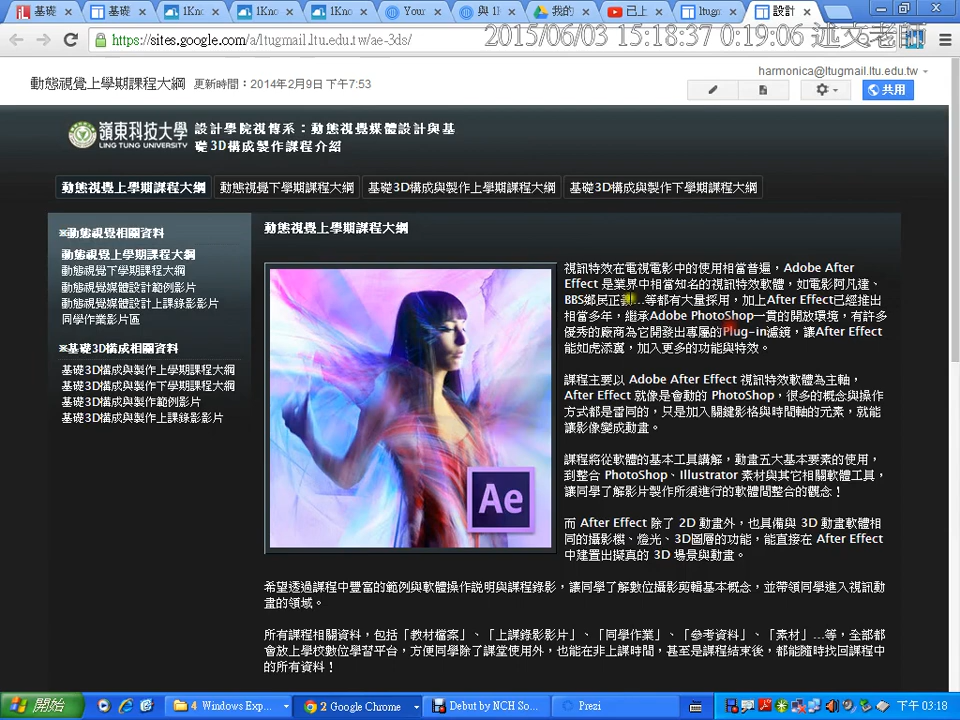 基礎
基礎
1Kno
1Kno
1Kno
Your
與 1K
我的
已上
ltugm
設計
https://sites.google.com/a/ltugmail.ltu.edu.tw/ae-3ds/
2015/06/03 15:18:37 0:19:06 述文老師
harmonica@ltugmail.ltu.edu.tw
動態視覺上學期課程大綱 更新時間：2014年2月9日 下午7:53
共用
嶺東科技大學
LING TUNG UNIVERSITY
設計學院視傳系：動態視覺媒體設計與基
礎3D構成製作課程介紹
動態視覺上學期課程大綱 動態視覺下學期課程大綱 基礎3D構成與製作上學期課程大綱 基礎3D構成與製作下學期課程大綱
※動態視覺相關資料
動態視覺上學期課程大綱
動態視覺下學期課程大綱
動態視覺媒體設計範例影片
動態視覺媒體設計上課錄影影片
同學作業影片區
※基礎3D構成相關資料
基礎3D構成與製作上學期課程大綱
基礎3D構成與製作下學期課程大綱
基礎3D構成與製作範例影片
基礎3D構成與製作上課錄影影片
動態視覺上學期課程大綱
Ae
視訊特效在電視電影中的使用相當普遍，Adobe After
Effect 是業界中相當知名的視訊特效軟體，如電影阿凡達、
BBS鄉民正義...等都有大量採用，加上After Effect已經推出
相當多年，繼承Adobe PhotoShop一貫的開放環境，有許多
優秀的廠商為它開發出專屬的Plug-in濾鏡，讓After Effect
能如虎添翼，加入更多的功能與特效。
課程主要以 Adobe After Effect 視訊特效軟體為主軸，
After Effect 就像是會動的 PhotoShop，很多的概念與操作
方式都是雷同的，只是加入關鍵影格與時間軸的元素，就能
讓影像變成動畫。
課程將從軟體的基本工具講解，動畫五大基本要素的使用，
到整合 PhotoShop、Illustrator 素材與其它相關軟體工具，
讓同學了解影片製作所須進行的軟體間整合的觀念！
而 After Effect 除了 2D 動畫外，也具備與 3D 動畫軟體相
同的攝影機、燈光、3D圖層的功能，能直接在 After Effect
中建置出擬真的 3D 場景與動畫。
希望透過課程中豐富的範例與軟體操作說明與課程錄影，讓同學了解數位攝影剪輯基本概念，並帶領同學進入視訊動
畫的領域。
所有課程相關資料，包括「教材檔案」、「上課錄影影片」、「同學作業」、「參考資料」、「素材」...等，全部都
會放上學校數位學習平台，方便同學除了課堂使用外，也能在非上課時間，甚至是課程結束後，都能隨時找回課程中
的所有資料！
開始
4 Windows Exp...
2 Google Chrome
Debut by NCH So...
Prezi
下午 03:18